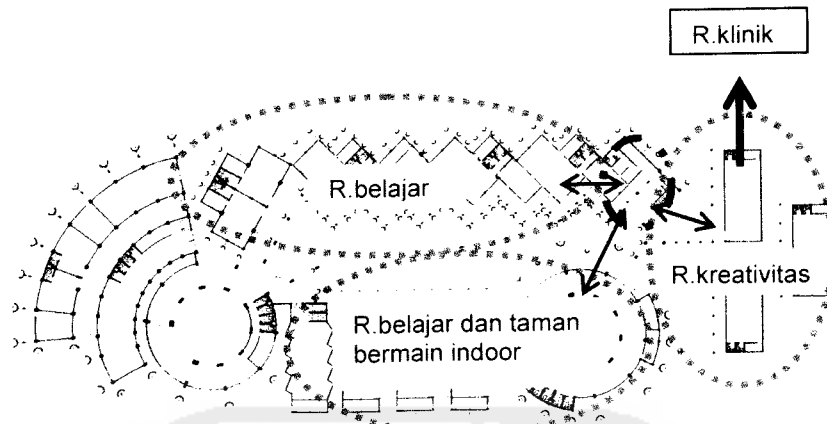 R.klinik
R.belajar
R.kreativitas
R.belajar dan taman
bermain indoor